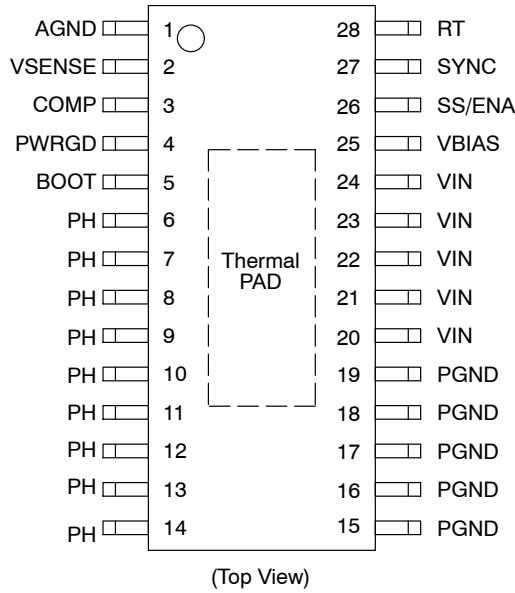 AGND 1 28 RT
VSENSE 2 27 SYNC
COMP 3 26 SS/ENA
PWRGD 4 25 VBIAS
BOOT 5 24 VIN
PH 6 23 VIN
PH 7 Thermal 22 VIN
PAD
PH 8 21 VIN
PH 9 20 VIN
PH 10 19 PGND
PH 11 18 PGND
PH 12 17 PGND
PH 13 16 PGND
PH 14 15 PGND
(Top View)